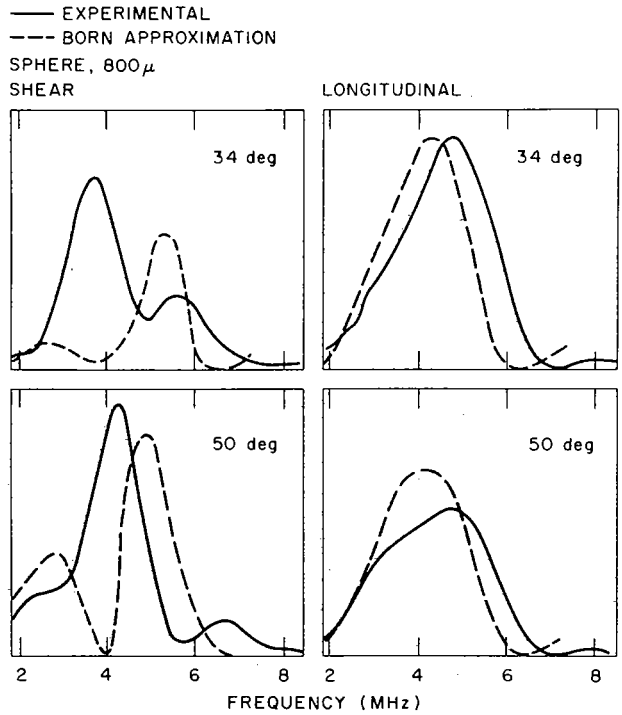 EXPERIMENTAL
BORN APPROXIMATION
SPHERE, 800μ
SHEAR
LONGITUDINAL
34 deg
34 deg
50 deg
50 deg
2 4 6 8
2 4 6 8
FREQUENCY (MHz)